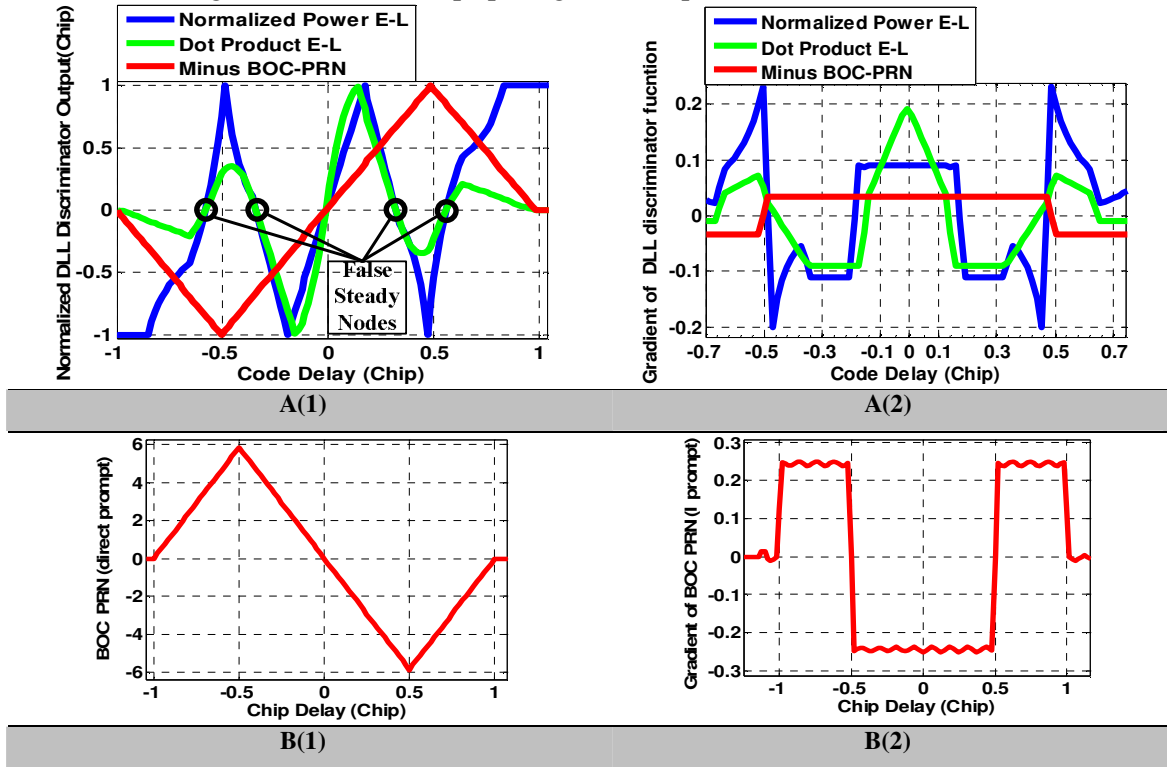 Normalized Power E-L
Dot Product E-L
Minus BOC-PRN
Normalized DLL Discriminator Output(Chip)
1
0.5
0
-0.5
-1
False
Steady
Nodes
-1
-0.5
0
0.5
1
Code Delay (Chip)
Normalized Power E-L
Dot Product E-L
Minus BOC-PRN
Gradient of DLL discriminator fucntion
0.2
0.1
0
-0.1
-0.2
-0.7
-0.5
-0.3
-0.1
0
0.1
0.3
0.5
0.7
Code Delay (Chip)
A(1)
A(2)
BOC PRN (direct prompt)
6
4
2
0
-2
-4
-6
-1
-0.5
0
0.5
1
Chip Delay (Chip)
Gradient of BOC PRN (I prompt)
0.3
0.2
0.1
0
-0.1
-0.2
-0.3
-1
-0.5
0
0.5
1
Chip Delay (Chip)
B(1)
B(2)